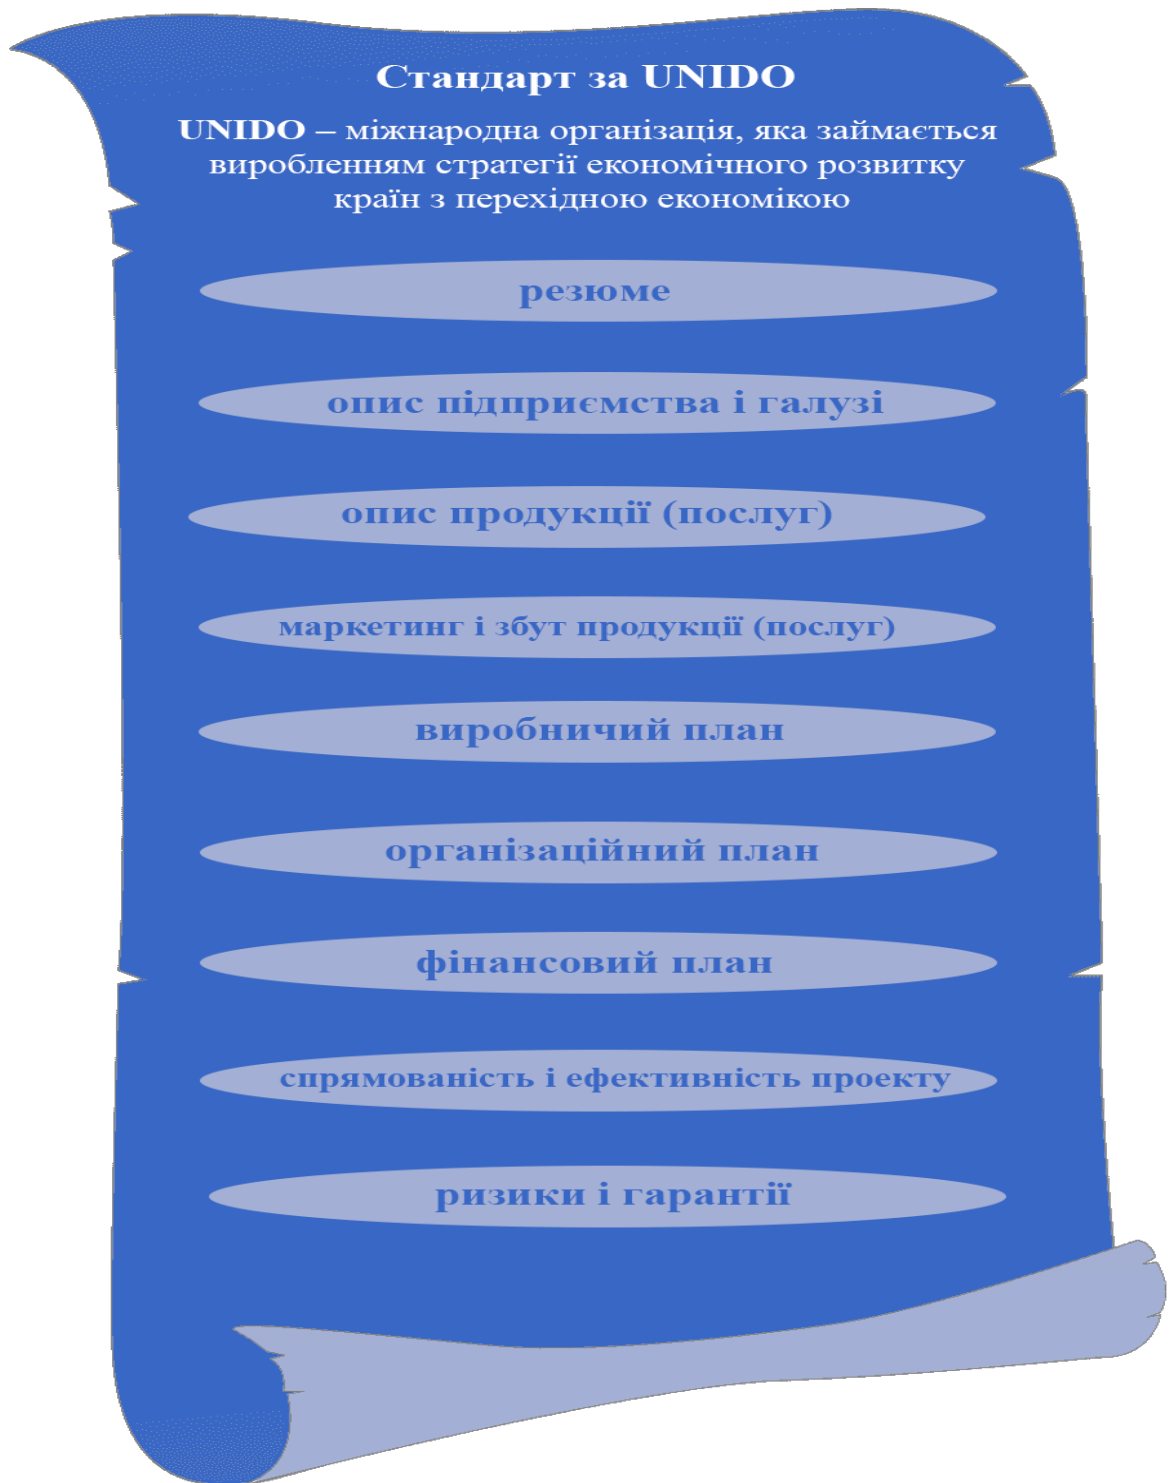 Стандарт за UNIDO
UNIDO – міжнародна організація, яка займається
виробленням стратегії економічного розвитку
країн з перехідною економікою
резюме
опис підприємства і галузі
опис продукції (послуг)
маркетинг і збут продукції (послуг)
виробничий план
організаційний план
фінансовий план
спрямованість і ефективність проекту
ризики і гарантії